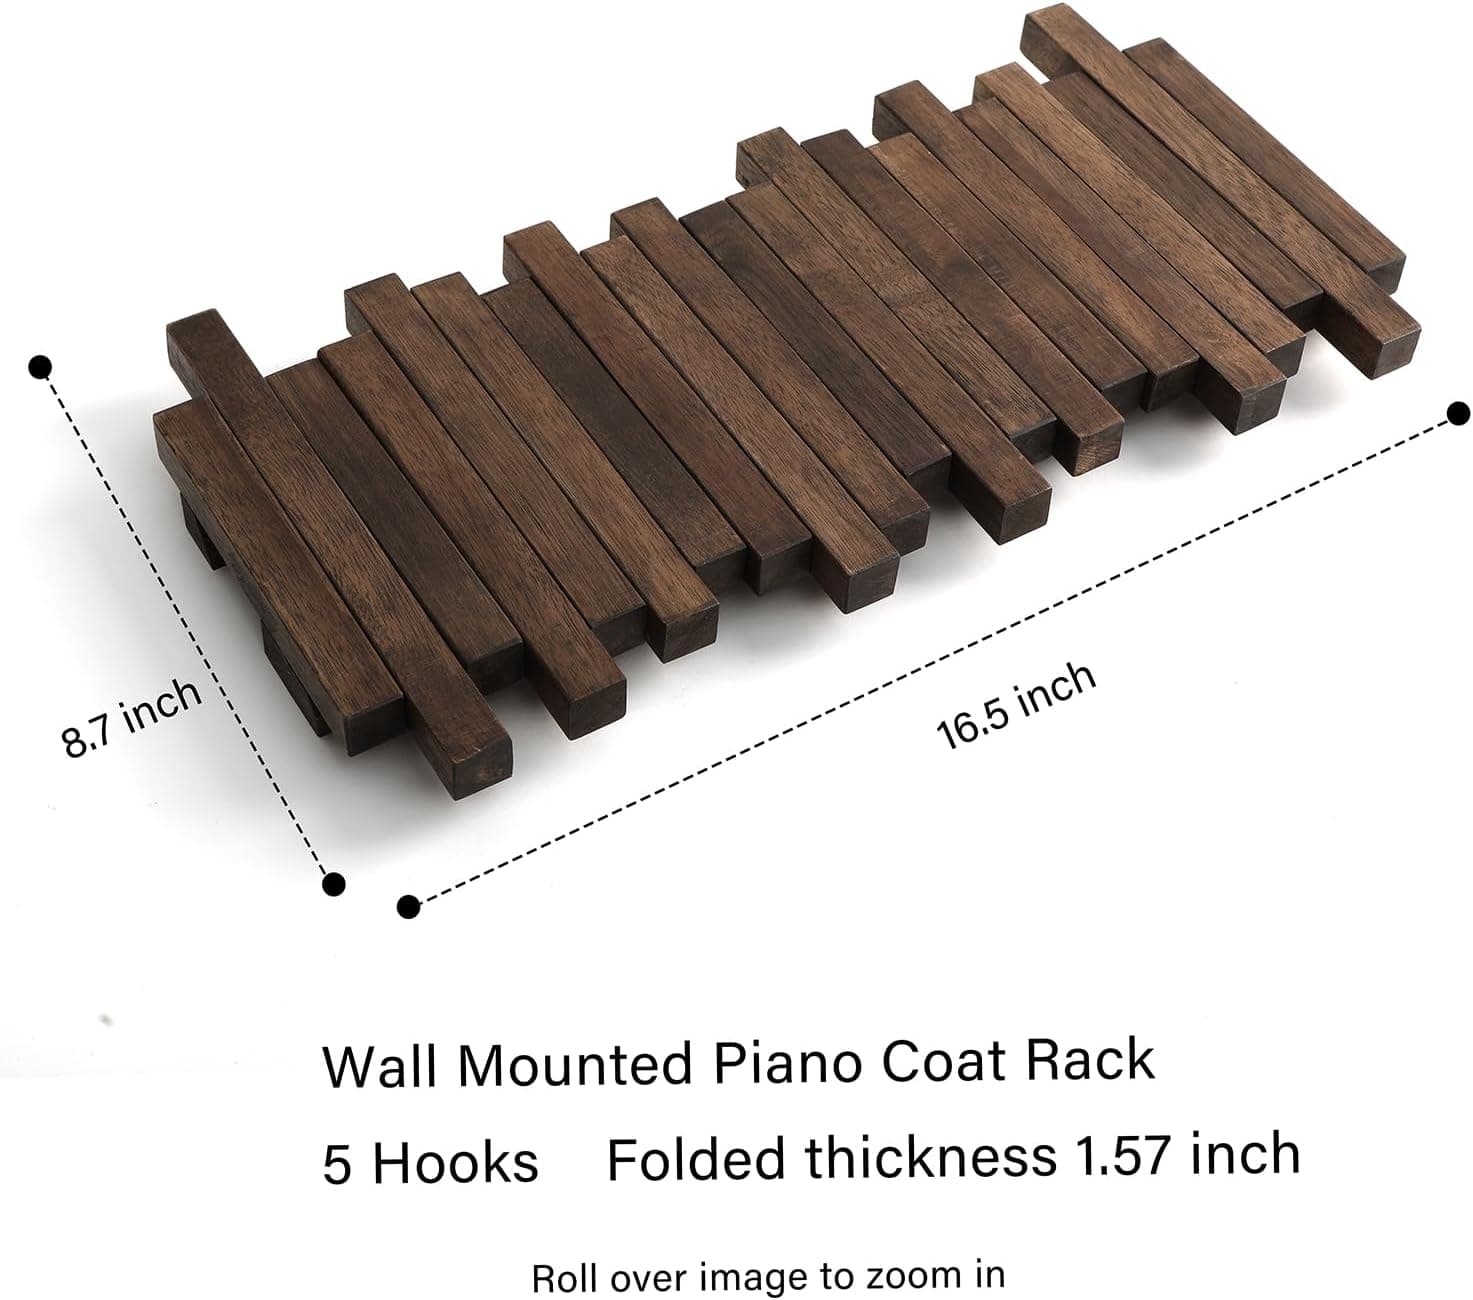 8.7 inch
16.5 inch
Wall Mounted Piano Coat Rack
5 Hooks Folded thickness 1.57 inch
Roll over image to zoom in